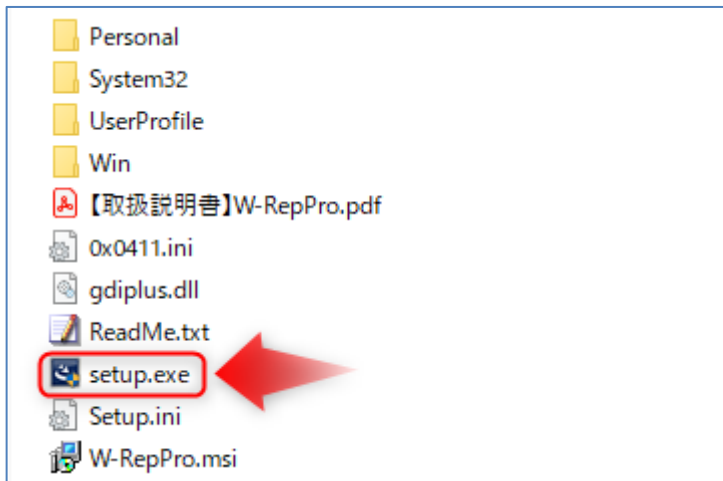 Personal
System32
UserProfile
Win
【取扱説明書】W-RepPro.pdf
0x0411.ini
gdiplus.dll
ReadMe.txt
setup.exe
Setup.ini
W-RepPro.msi